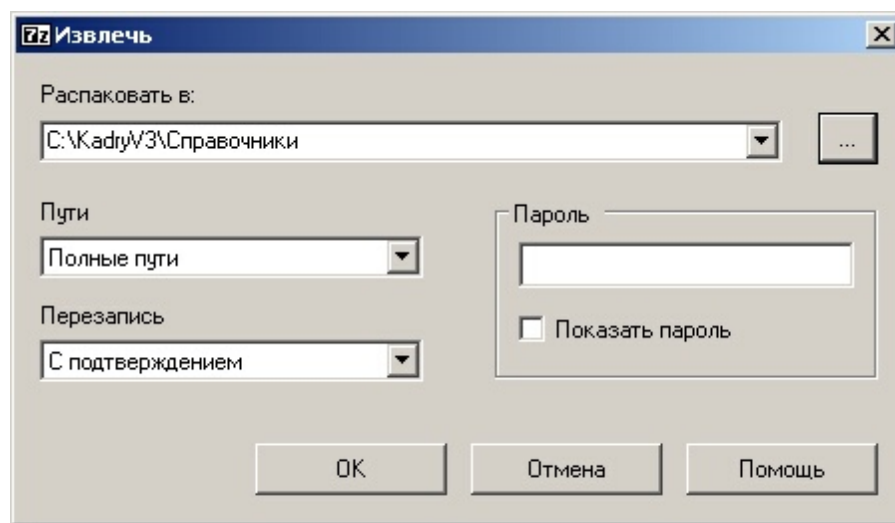 7z Извлечь
Распаковать в:
C:\KadryV3\Справочники
...
Пути
Полные пути
Перезапись
С подтверждением
Пароль
Показать пароль
OK
Отмена
Помощь